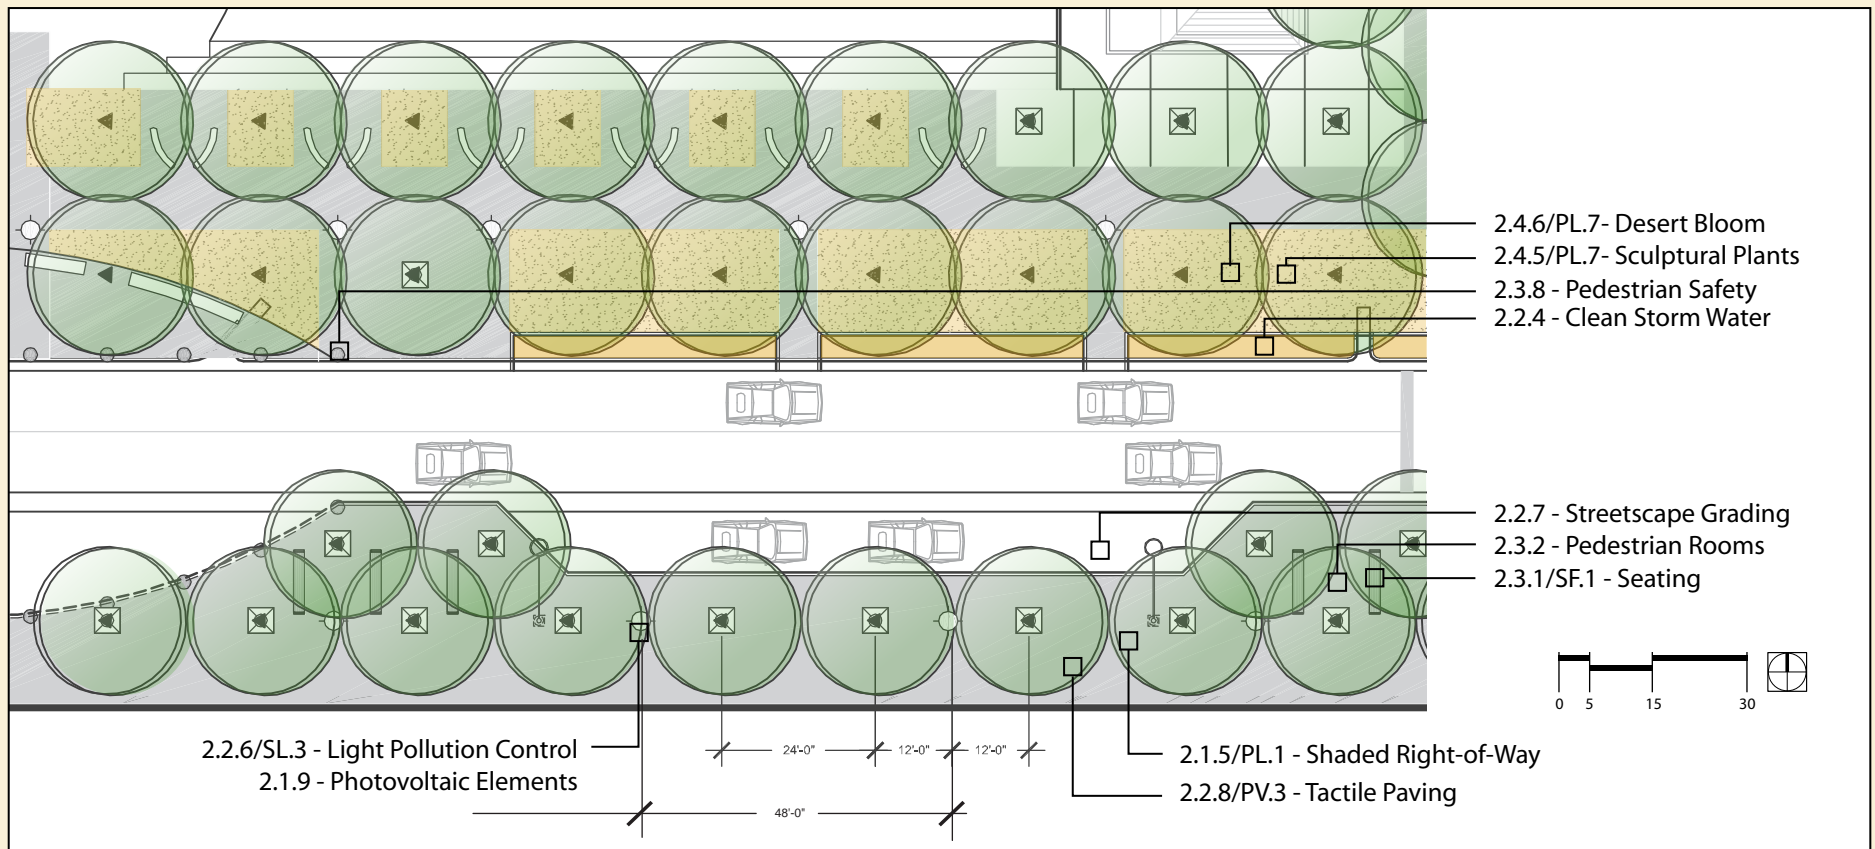 2.4.6/PL.7- Desert Bloom
2.4.5/PL.7- Sculptural Plants
2.3.8 - Pedestrian Safety
2.2.4 - Clean Storm Water
2.2.7 - Streetscape Grading
2.3.2 - Pedestrian Rooms
2.3.1/SF.1 - Seating
0 5 15 30
2.2.6/SL.3 - Light Pollution Control
2.1.9 - Photovoltaic Elements
24'-0" 12'-0" 12'-0"
48'-0"
2.1.5/PL.1 - Shaded Right-of-Way
2.2.8/PV.3 - Tactile Paving